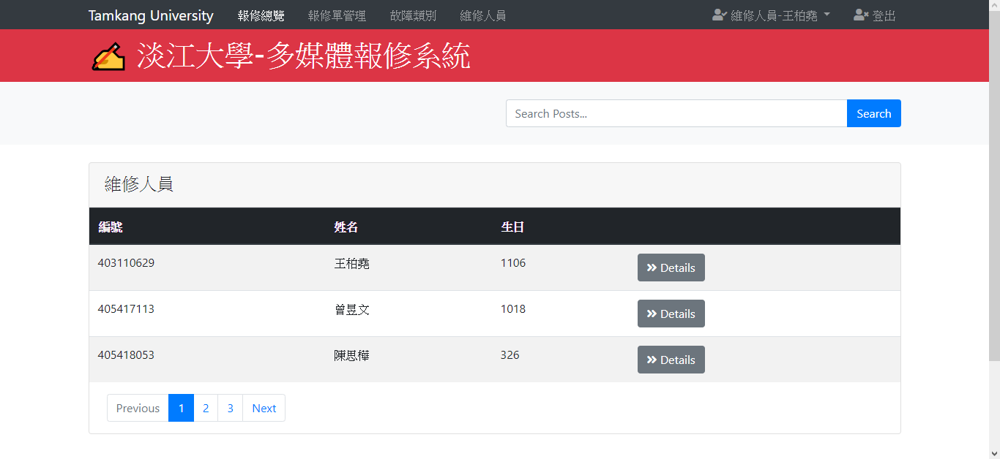 Tamkang University 報修總覽 報修單管理 故障類別 維修人員 維修人員-王柏堯 登出
淡江大學-多媒體報修系統
Search Posts... Search
維修人員
編號 姓名 生日
403110629 王柏堯 1106 Details
405417113 曾昱文 1018 Details
405418053 陳思樺 326 Details
Previous 1 2 3 Next